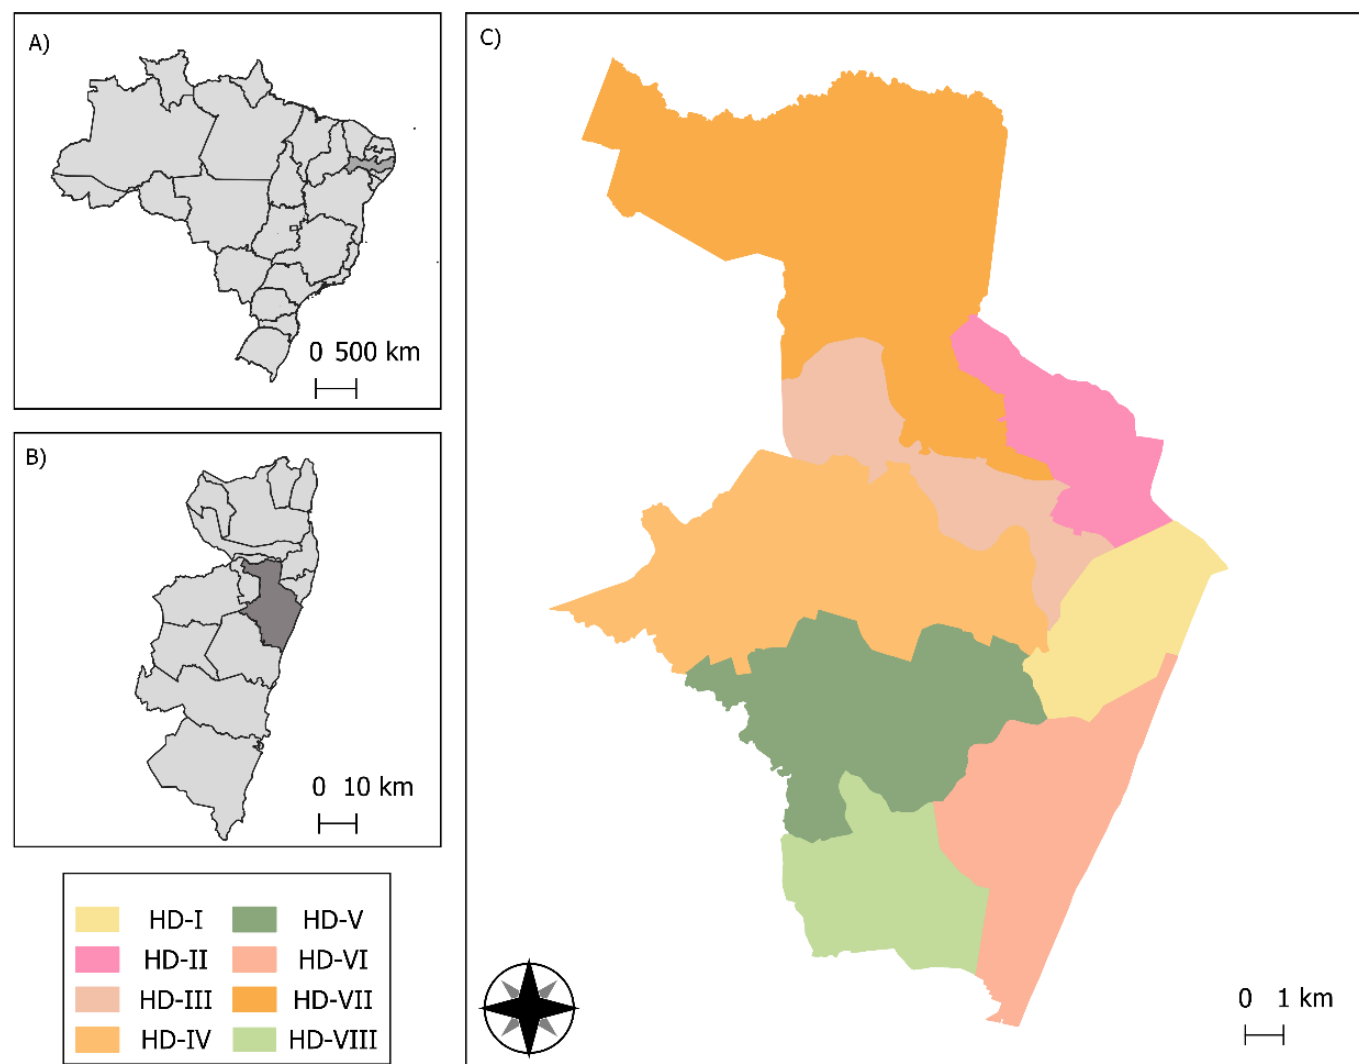 A)
0 500 km
B)
0 10 km
HD-I HD-V
HD-II HD-VI
HD-III HD-VII
HD-IV HD-VIII
C)
0 1 km